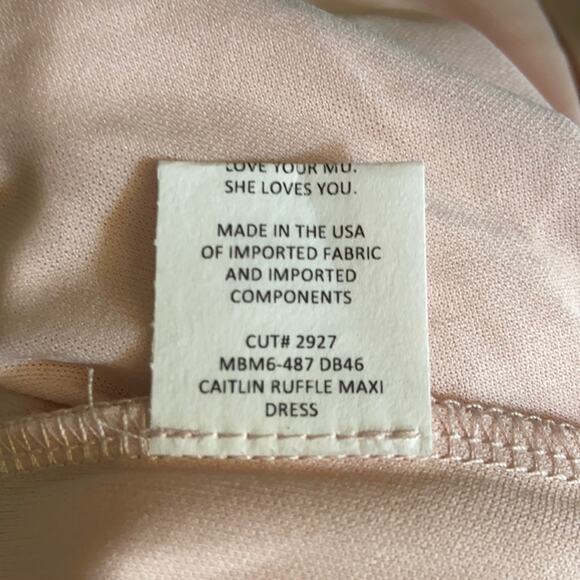 LOVE YOUR MU.
SHE LOVES YOU.
MADE IN THE USA
OF IMPORTED FABRIC
AND IMPORTED
COMPONENTS
CUT# 2927
MBM6-487 DB46
CAITLIN RUFFLE MAXI
DRESS